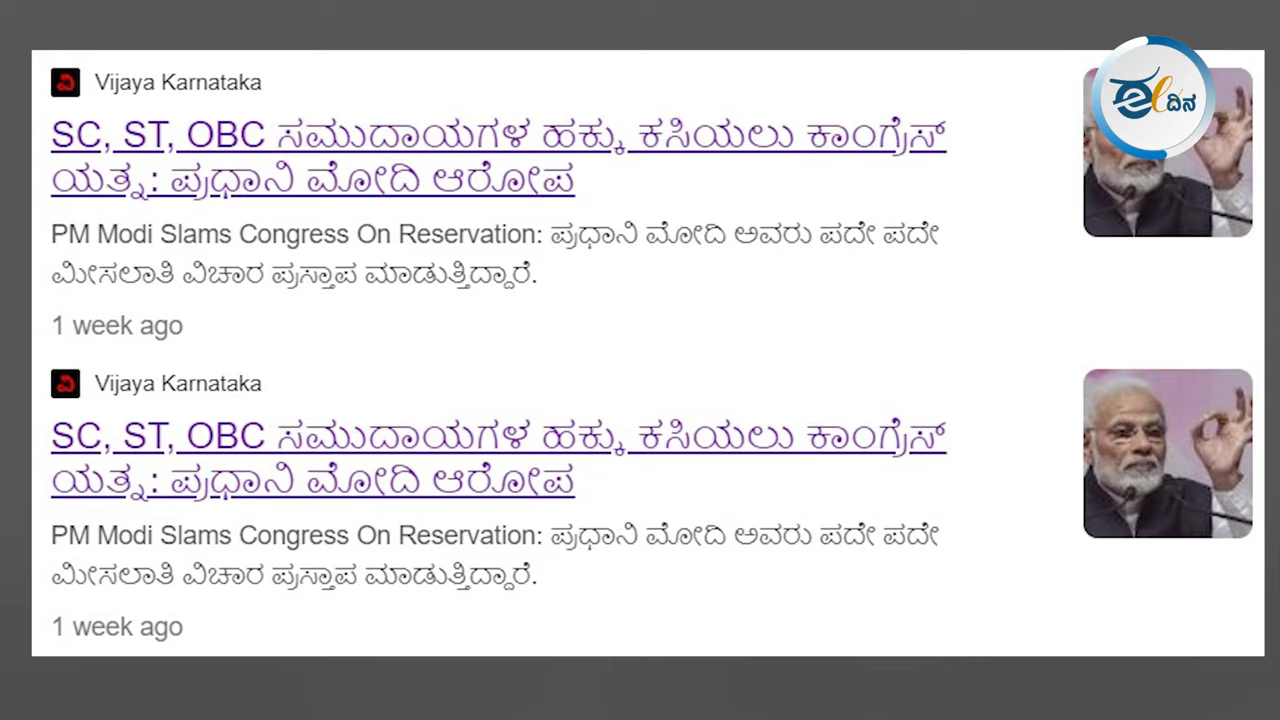 ವಿ Vijaya Karnataka
SC, ST, OBC ಸಮುದಾಯಗಳ ಹಕ್ಕು ಕಸಿಯಲು ಕಾಂಗ್ರೆಸ್
ಯತ್ನ: ಪ್ರಧಾನಿ ಮೋದಿ ಆರೋಪ
PM Modi Slams Congress On Reservation: ಪ್ರಧಾನಿ ಮೋದಿ ಅವರು ಪದೇ ಪದೇ
ಮೀಸಲಾತಿ ವಿಚಾರ ಪ್ರಸ್ತಾಪ ಮಾಡುತ್ತಿದ್ದಾರೆ.
1 week ago
ವಿ Vijaya Karnataka
SC, ST, OBC ಸಮುದಾಯಗಳ ಹಕ್ಕು ಕಸಿಯಲು ಕಾಂಗ್ರೆಸ್
ಯತ್ನ: ಪ್ರಧಾನಿ ಮೋದಿ ಆರೋಪ
PM Modi Slams Congress On Reservation: ಪ್ರಧಾನಿ ಮೋದಿ ಅವರು ಪದೇ ಪದೇ
ಮೀಸಲಾತಿ ವಿಚಾರ ಪ್ರಸ್ತಾಪ ಮಾಡುತ್ತಿದ್ದಾರೆ.
1 week ago
ದಿನ